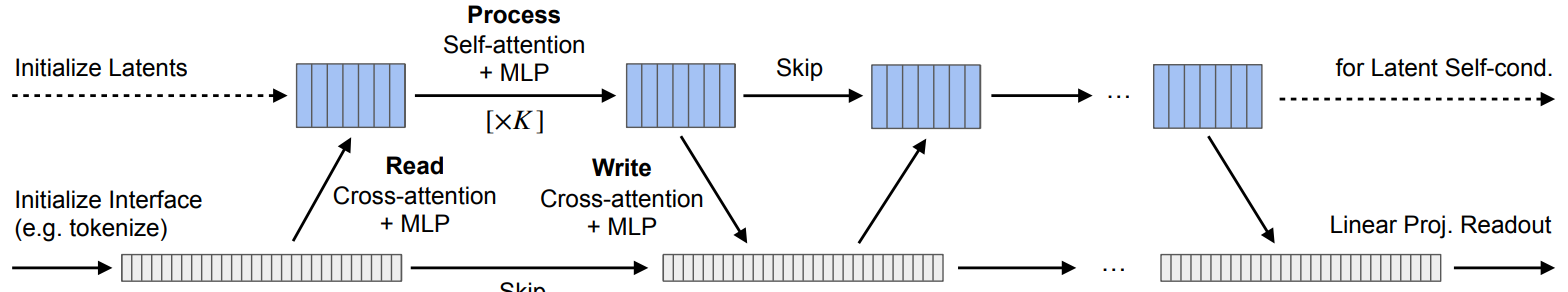 Process
Self-attention
+ MLP
[×K]
Initialize Latents
Skip
...
for Latent Self-cond.
Read
Cross-attention
+ MLP
Write
Cross-attention
+ MLP
Initialize Interface
(e.g. tokenize)
Linear Proj. Readout
...
Skip